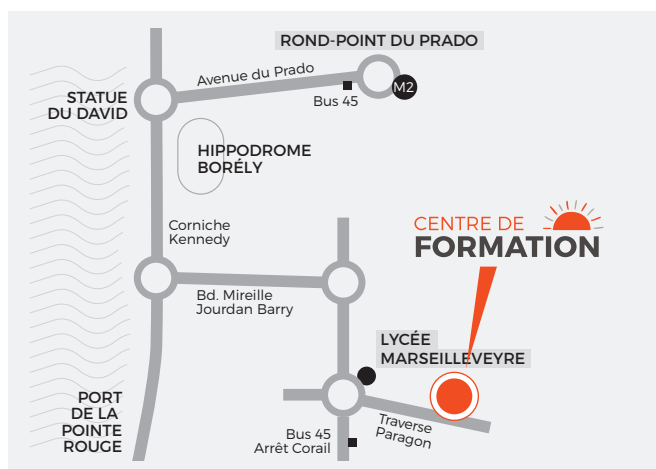 ROND-POINT DU PRADO
Avenue du Prado
M2
Bus 45
STATUE
DU DAVID
HIPPODROME
BORÉLY
Corniche
Kennedy
CENTRE DE
FORMATION
Bd. Mireille
Jourdan Barry
LYCÉE
MARSEILLEVEYRE
PORT
DE LA
POINTE
ROUGE
Traverse
Paragon
Bus 45
Arrêt Corail